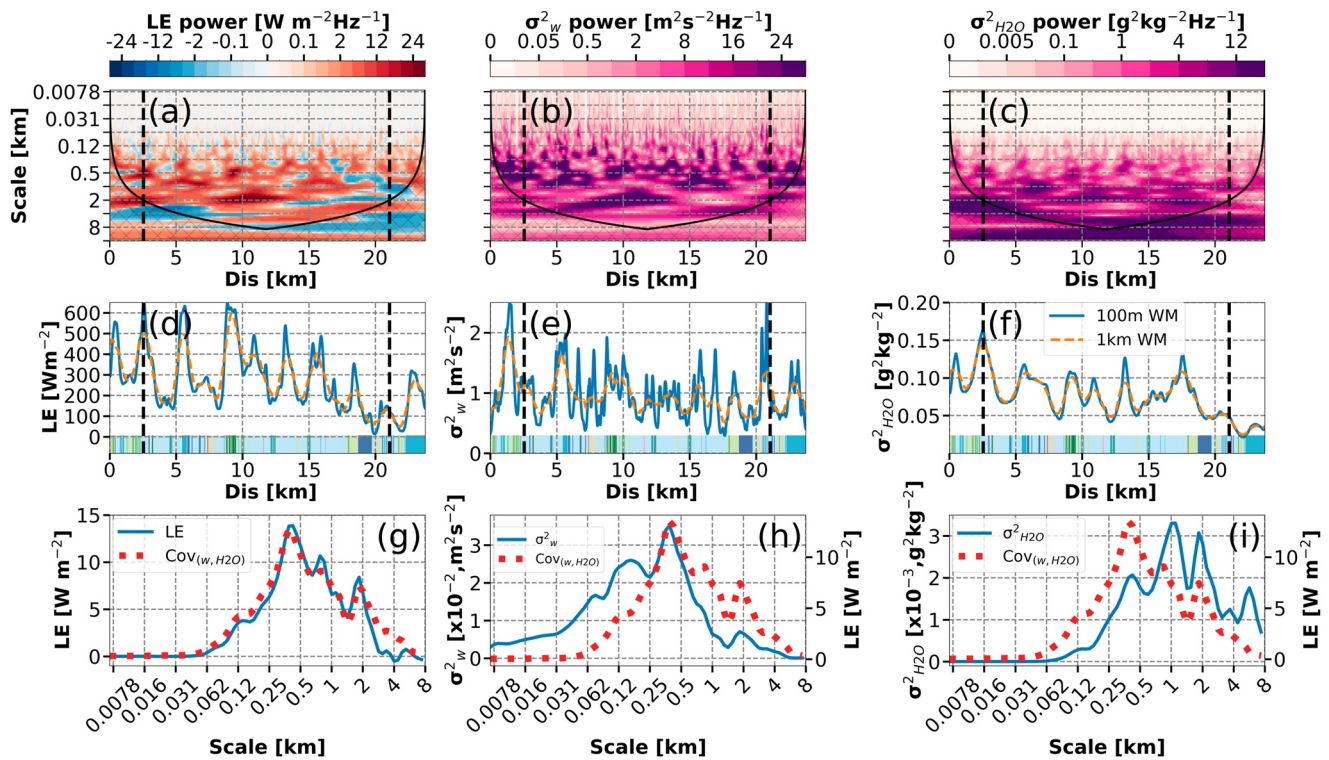 LE power [W m⁻²Hz⁻¹]
σ²w power [m²s⁻²Hz⁻¹]
σ²H2O power [g²kg⁻²Hz⁻¹]
-24 -12 -2 -0.1 0 0.1 2 12 24
0 0.05 0.5 2 8 16 24
0 0.005 0.1 1 4 12
Scale [km]
0.0078
0.031
0.12
0.5
2
8
(a)
(b)
(c)
0 5 10 15 20
0 5 10 15 20
0 5 10 15 20
Dis [km]
Dis [km]
Dis [km]
LE [Wm⁻²]
600
500
400
300
200
100
0
(d)
σ²w [m²s⁻²]
2
1
0
(e)
σ²H2O [g²kg⁻²]
0.20
0.15
0.10
0.05
(f)
100m WM
1km WM
0 5 10 15 20
0 5 10 15 20
0 5 10 15 20
Dis [km]
Dis [km]
Dis [km]
LE [W m⁻²]
15
10
5
0
LE
Cov(w, H2O)
(g)
σ²w [x10⁻²,m²s⁻²]
3
2
1
0
σ²w
Cov(w, H2O)
(h)
10
5
0
LE [W m⁻²]
σ²H2O [x10⁻³,g²kg⁻²]
3
2
1
0
σ²H2O
Cov(w, H2O)
(i)
10
5
0
LE [W m⁻²]
0.0078 0.016 0.031 0.062 0.12 0.25 0.5 1 2 4 8
0.0078 0.016 0.031 0.062 0.12 0.25 0.5 1 2 4 8
0.0078 0.016 0.031 0.062 0.12 0.25 0.5 1 2 4 8
Scale [km]
Scale [km]
Scale [km]